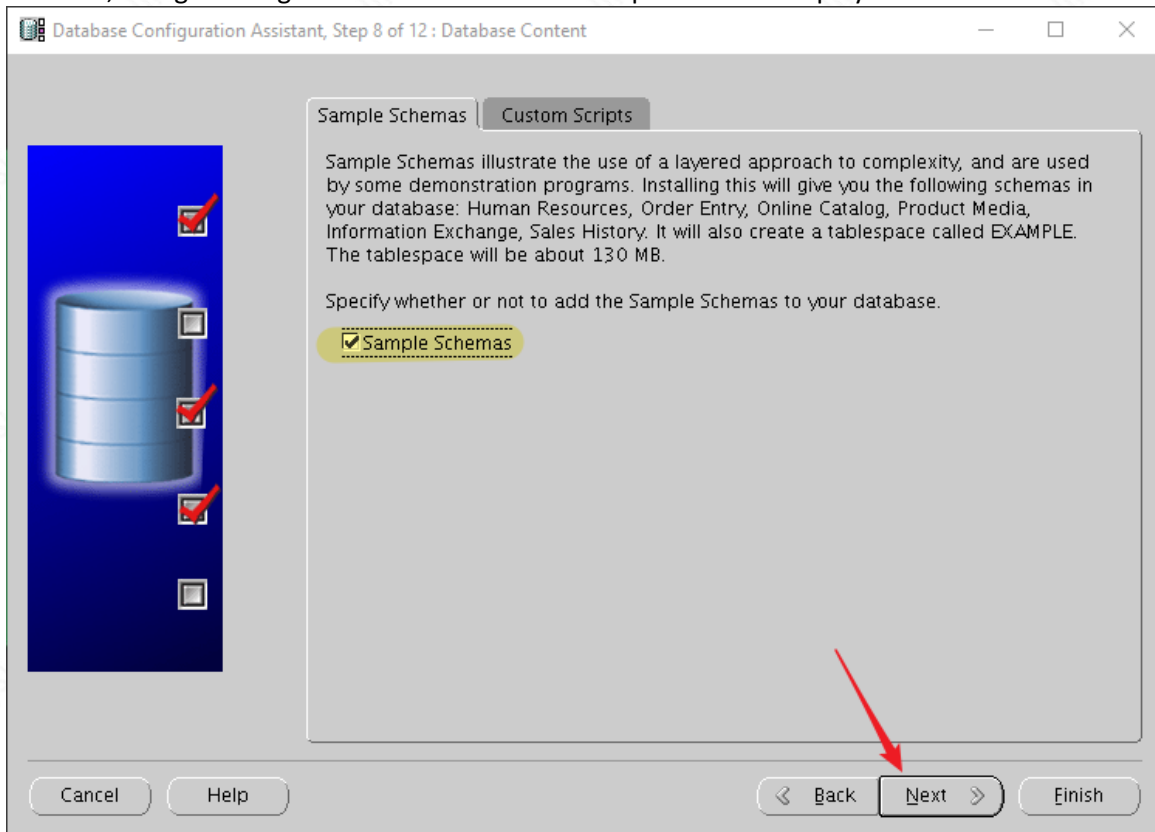 Database Configuration Assistant, Step 8 of 12 : Database Content
Sample Schemas
Custom Scripts
Sample Schemas illustrate the use of a layered approach to complexity, and are used
by some demonstration programs. Installing this will give you the following schemas in
your database: Human Resources, Order Entry, Online Catalog, Product Media,
Information Exchange, Sales History. It will also create a tablespace called EXAMPLE.
The tablespace will be about 130 MB.
Specify whether or not to add the Sample Schemas to your database.
Sample Schemas
Cancel
Help
Back
Next
Finish